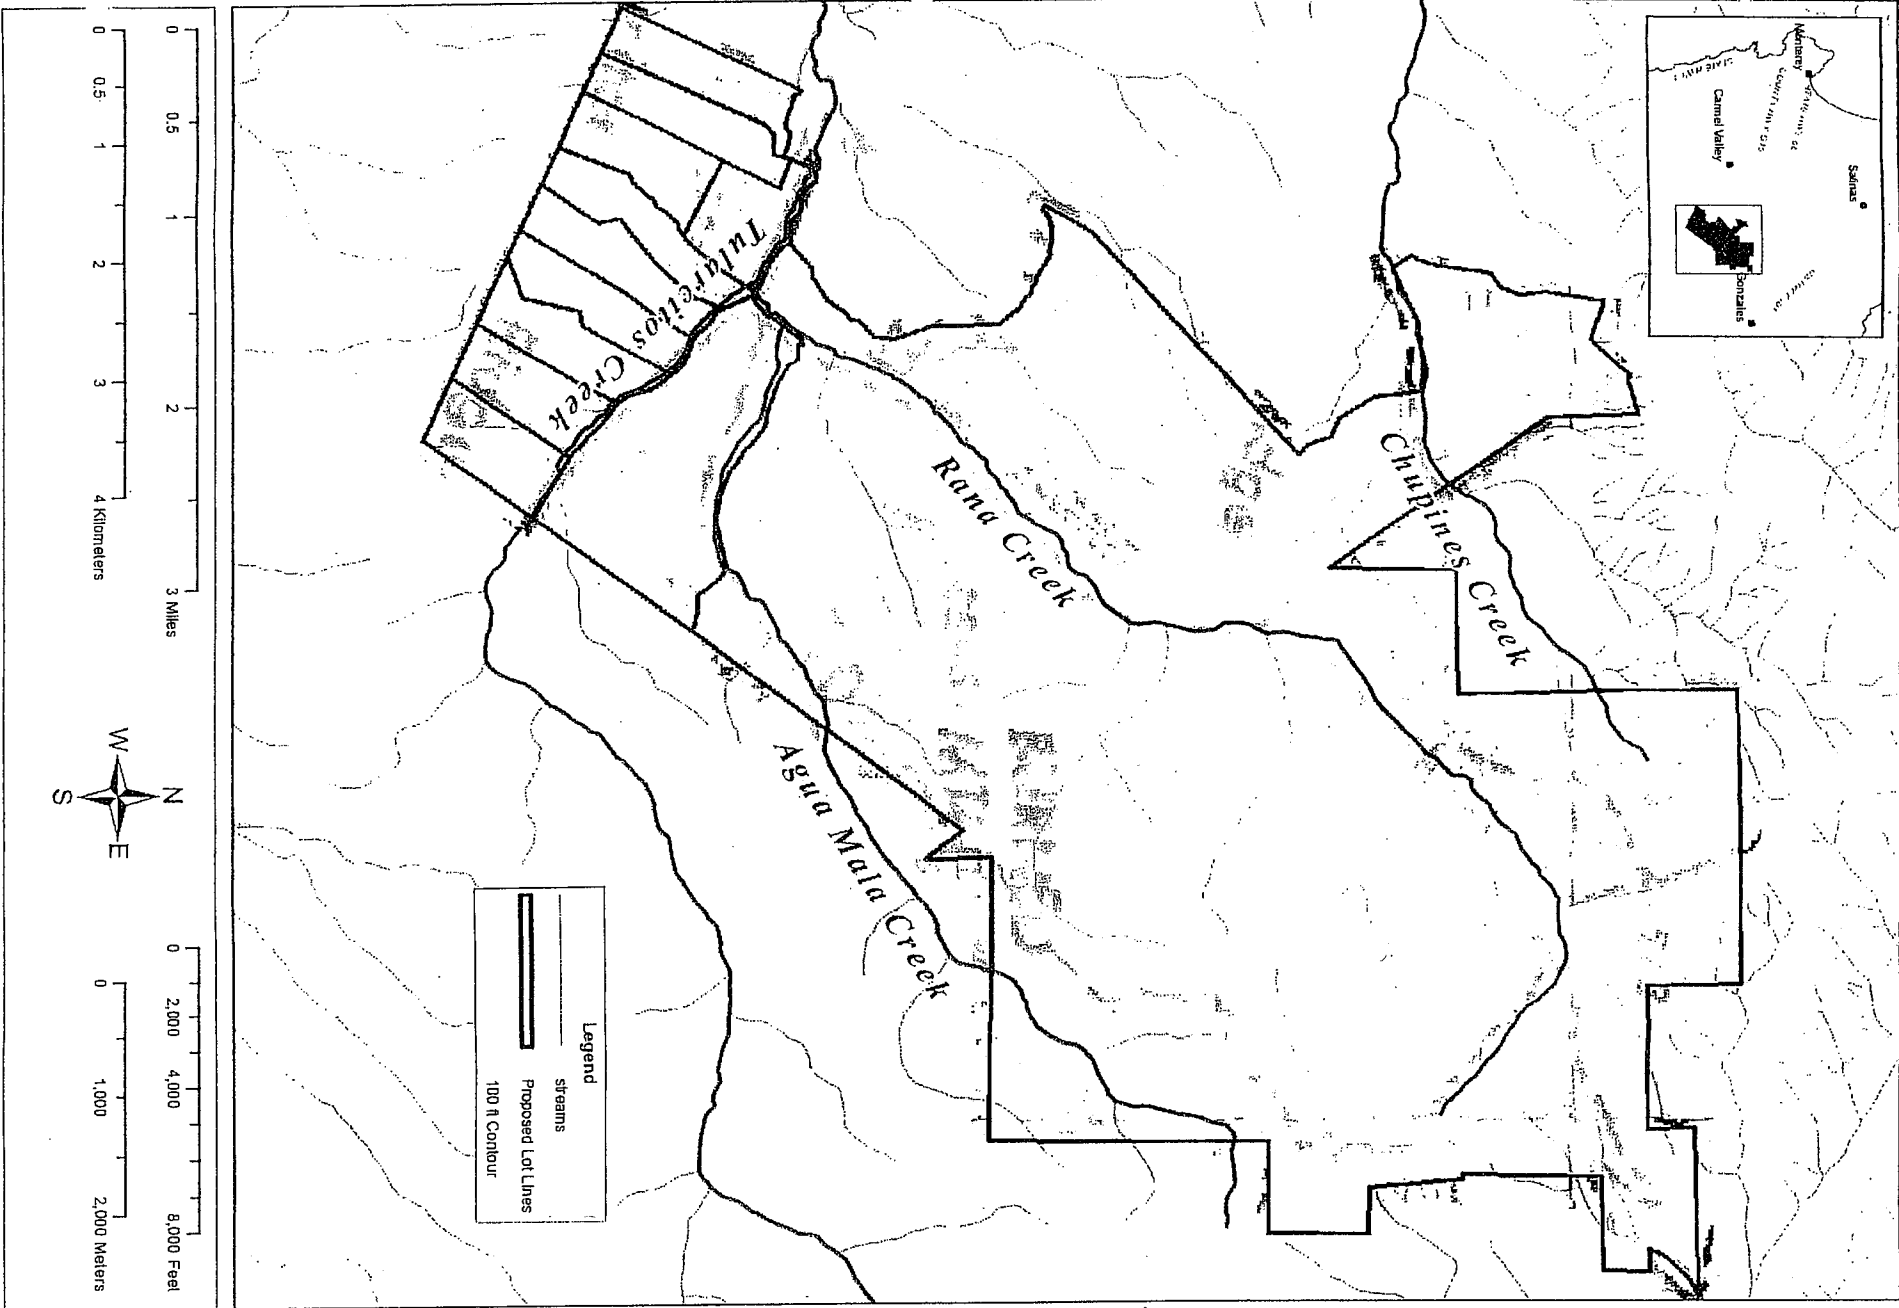 Monterey
Salinas
Carmel Valley
Gonzales
Chupines Creek
Rana Creek
Tularcitos Creek
Agua Mala Creek
Legend
streams
Proposed Lot Lines
100 ft Contour
0 0.5 1 2 3 Miles
0 0.5 1 2 3 4 Kilometers
N
W E
S
0 2,000 4,000 8,000 Feet
0 1,000 2,000 Meters